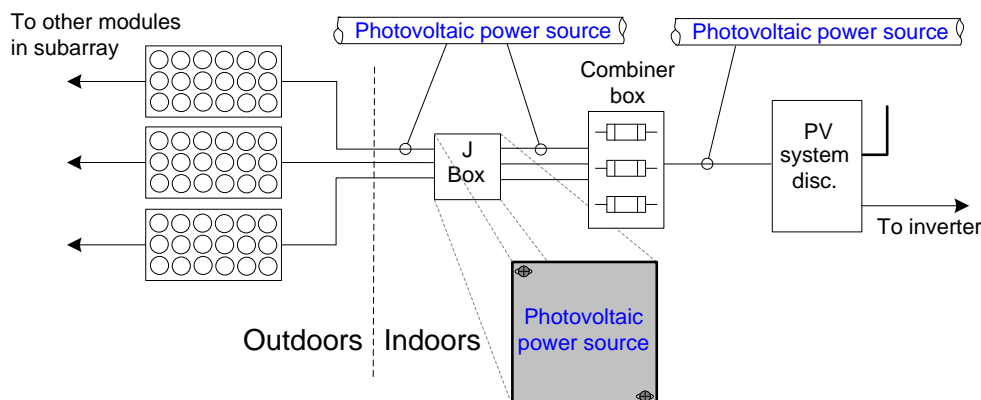 To other modules
in subarray
Photovoltaic power source
Photovoltaic power source
Combiner
box
J
Box
PV
system
disc.
To inverter
Outdoors
Indoors
Photovoltaic
power source